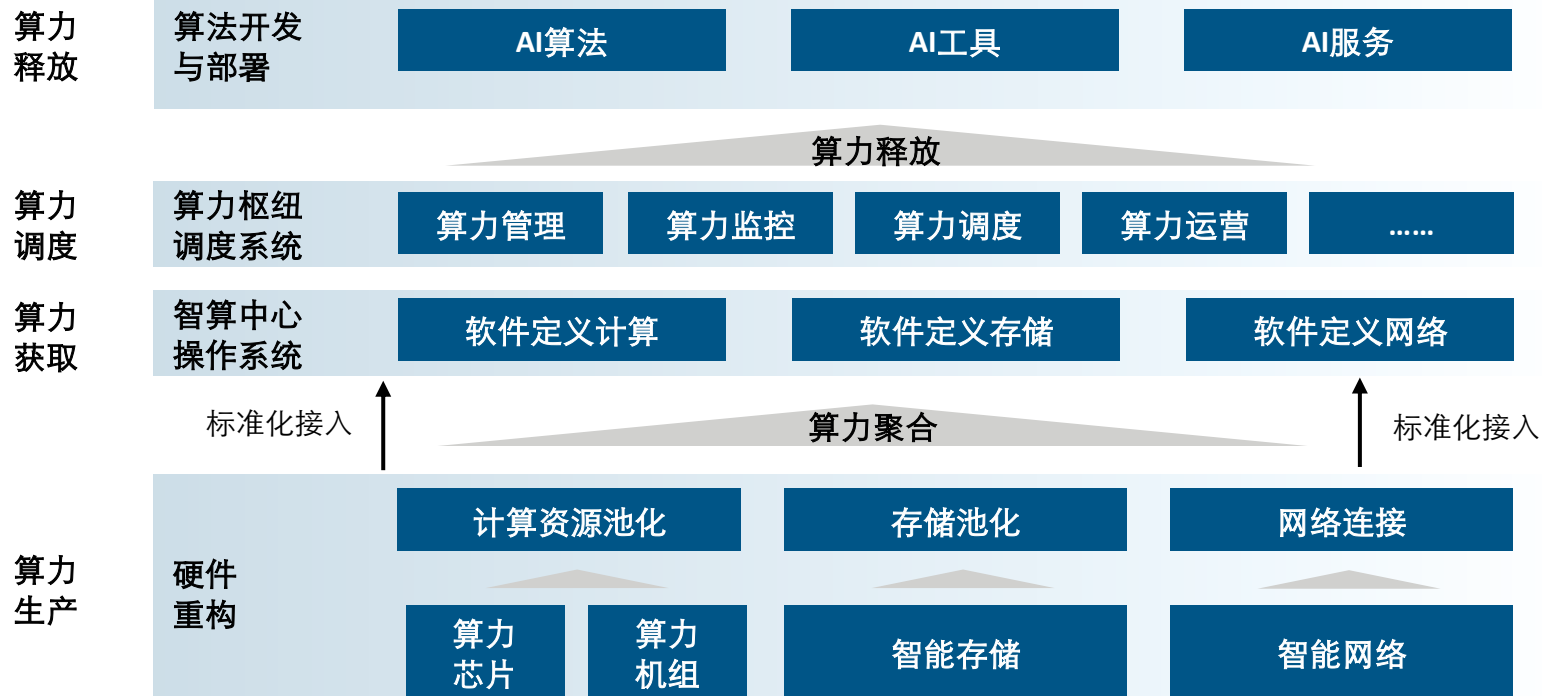 算力
释放
算法开发
与部署
AI算法
AI工具
AI服务
算力释放
算力
调度
算力枢纽
调度系统
算力管理
算力监控
算力调度
算力运营
……
算力
获取
智算中心
操作系统
软件定义计算
软件定义存储
软件定义网络
标准化接入
算力聚合
标准化接入
算力
生产
硬件
重构
计算资源池化
存储池化
网络连接
算力
芯片
算力
机组
智能存储
智能网络